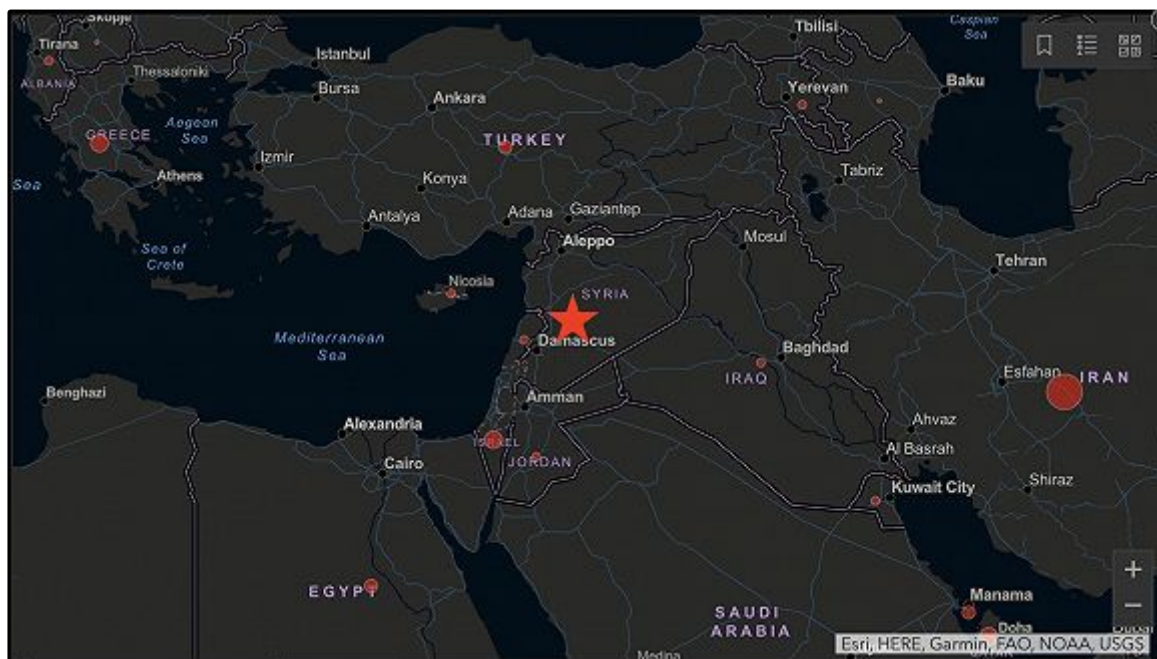 Skopje
Tirana
ALBANIA
Thessaloniki
GREECE
Aegean
Sea
Athens
Sea
Sea of
Crete
Istanbul
Bursa
Izmir
Ankara
TURKEY
Konya
Antalya
Adana
Gaziantep
Aleppo
Tbilisi
Caspian
Sea
Yerevan
Baku
Tabriz
Mosul
Tehran
Nicosia
SYRIA
Mediterranean
Sea
Damascus
Baghdad
IRAQ
Esfahan
IRAN
Benghazi
Amman
Alexandria
ISRAEL
JORDAN
Cairo
Ahvaz
Al Basrah
Kuwait City
Shiraz
EGYPT
SAUDI
ARABIA
Manama
Doha
Medina
+
−
Esri, HERE, Garmin, FAO, NOAA, USGS